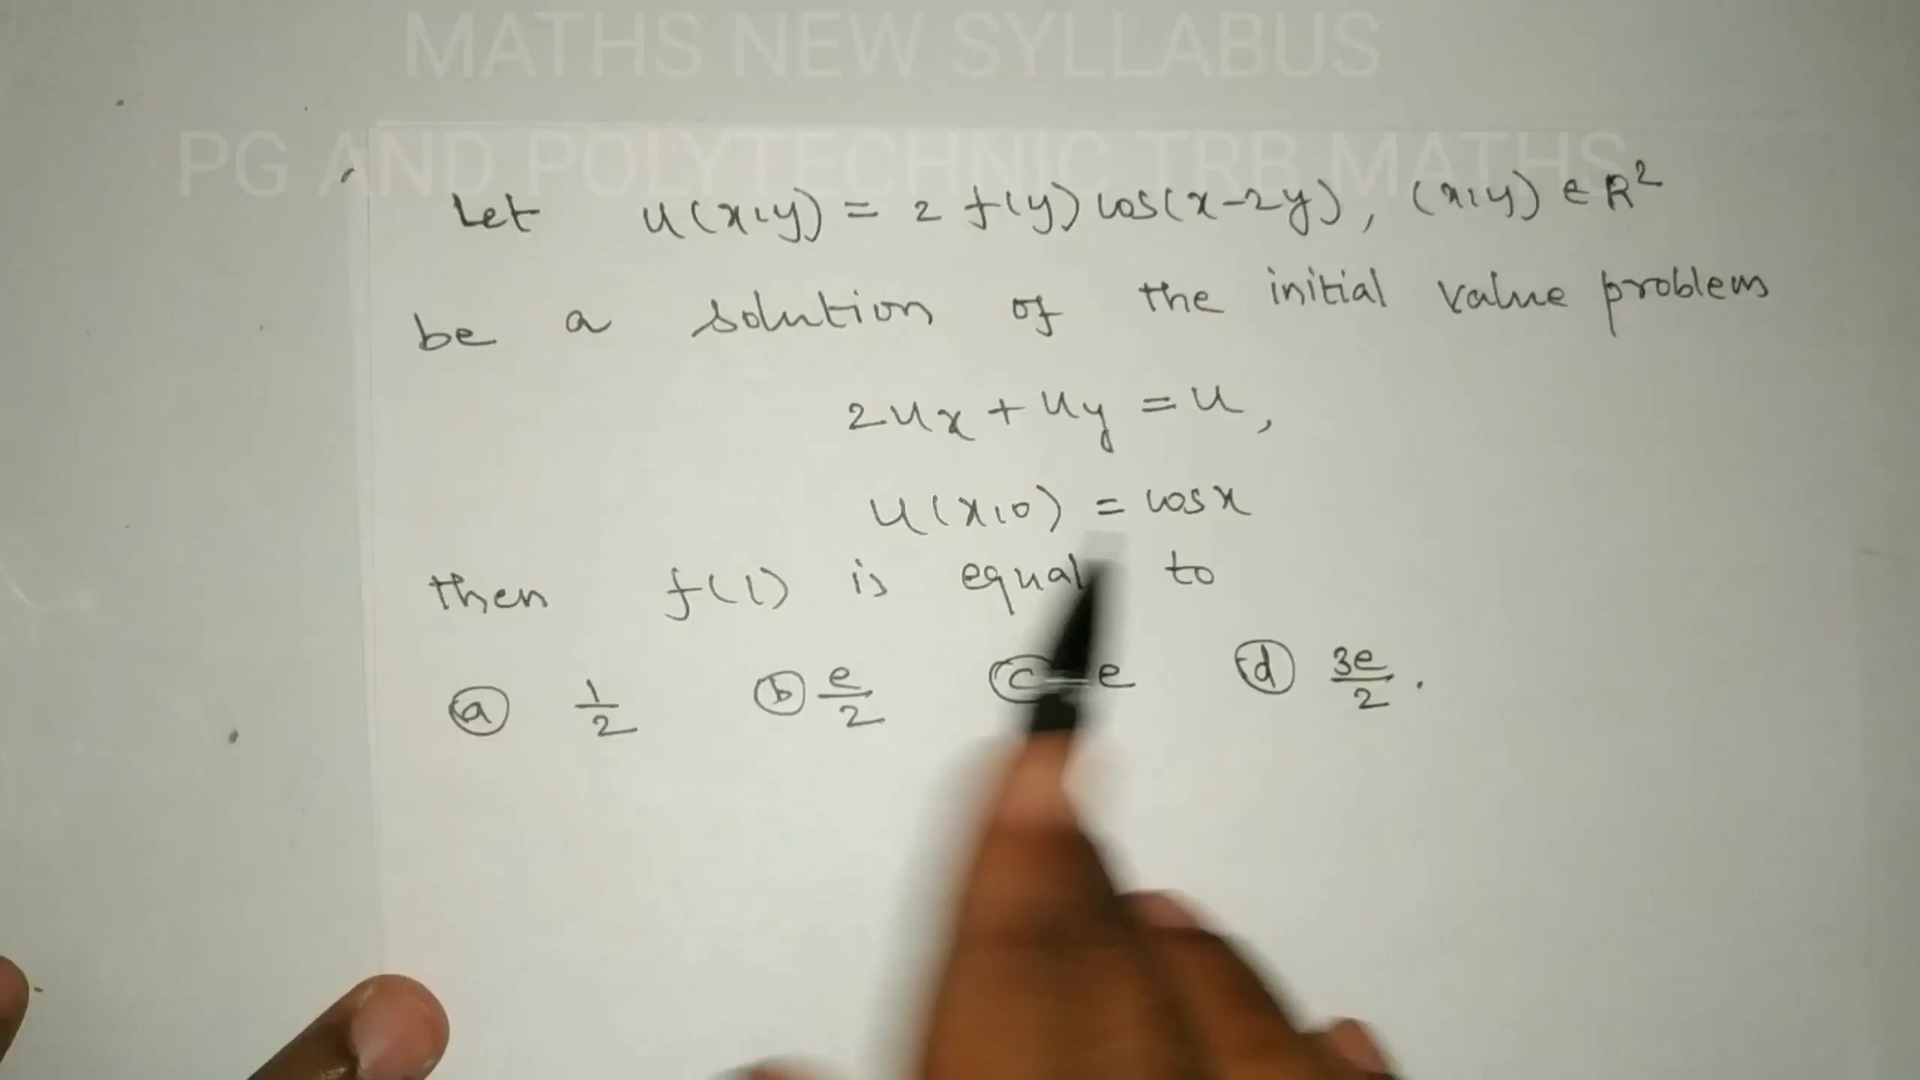 MATHS NEW SYLLABUS
PG AND POLYTECHNIC TRB MATHS
Let u(x,y) = 2 f(y) cos(x-2y), (x,y) ∈ R²
be a solution of the initial value problem
2ux + uy = u,
u(x,0) = cos x
then f(1) is equal to
(a) 1/2 (b) e/2 (c) e (d) 3e/2 .